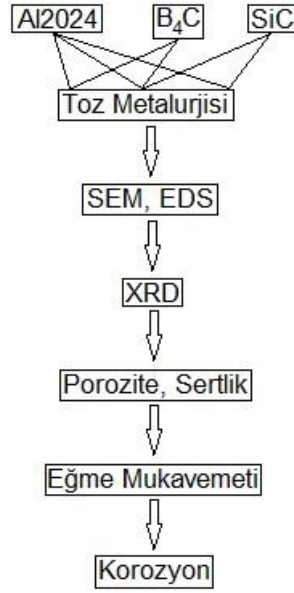 Al2024 B₄C SiC
Toz Metalurjisi
SEM, EDS
XRD
Porozite, Sertlik
Eğme Mukavemeti
Korozyon